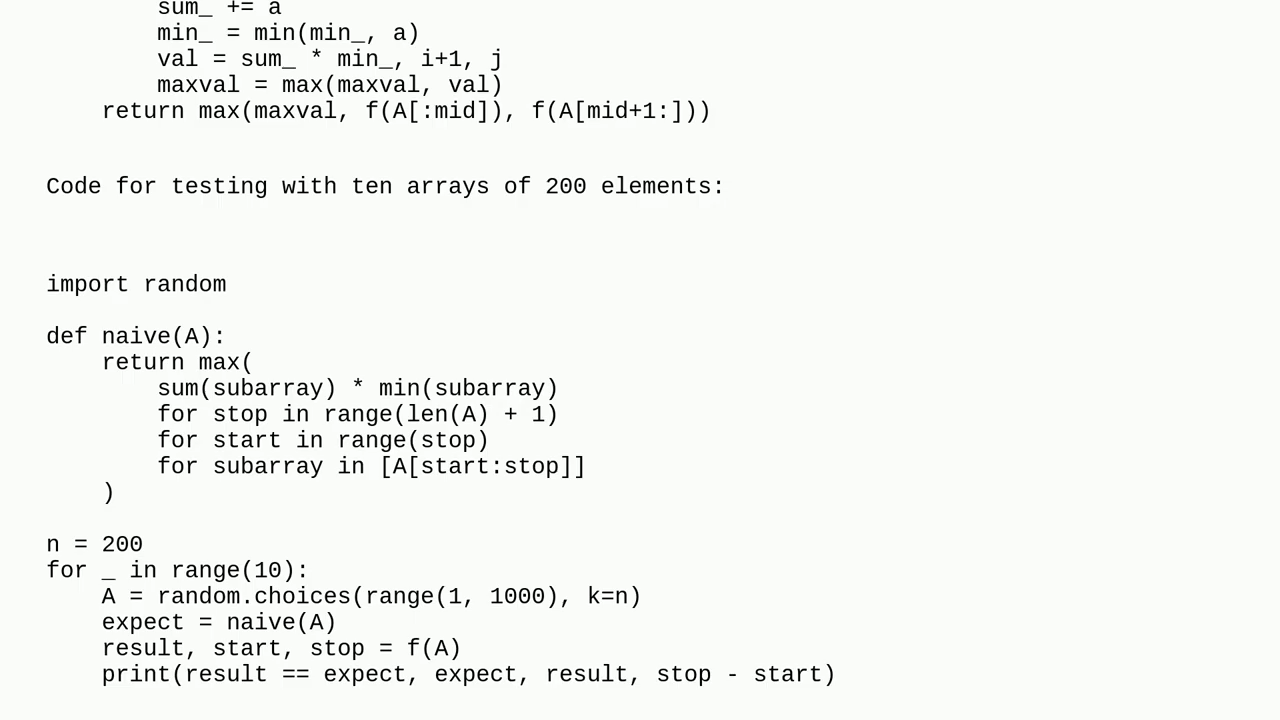 sum_ += a
        min_ = min(min_, a)
        val = sum_ * min_, i+1, j
        maxval = max(maxval, val)
    return max(maxval, f(A[:mid]), f(A[mid+1:]))
Code for testing with ten arrays of 200 elements:
import random
def naive(A):
    return max(
        sum(subarray) * min(subarray)
        for stop in range(len(A) + 1)
        for start in range(stop)
        for subarray in [A[start:stop]]
    )
n = 200
for _ in range(10):
    A = random.choices(range(1, 1000), k=n)
    expect = naive(A)
    result, start, stop = f(A)
    print(result == expect, expect, result, stop - start)